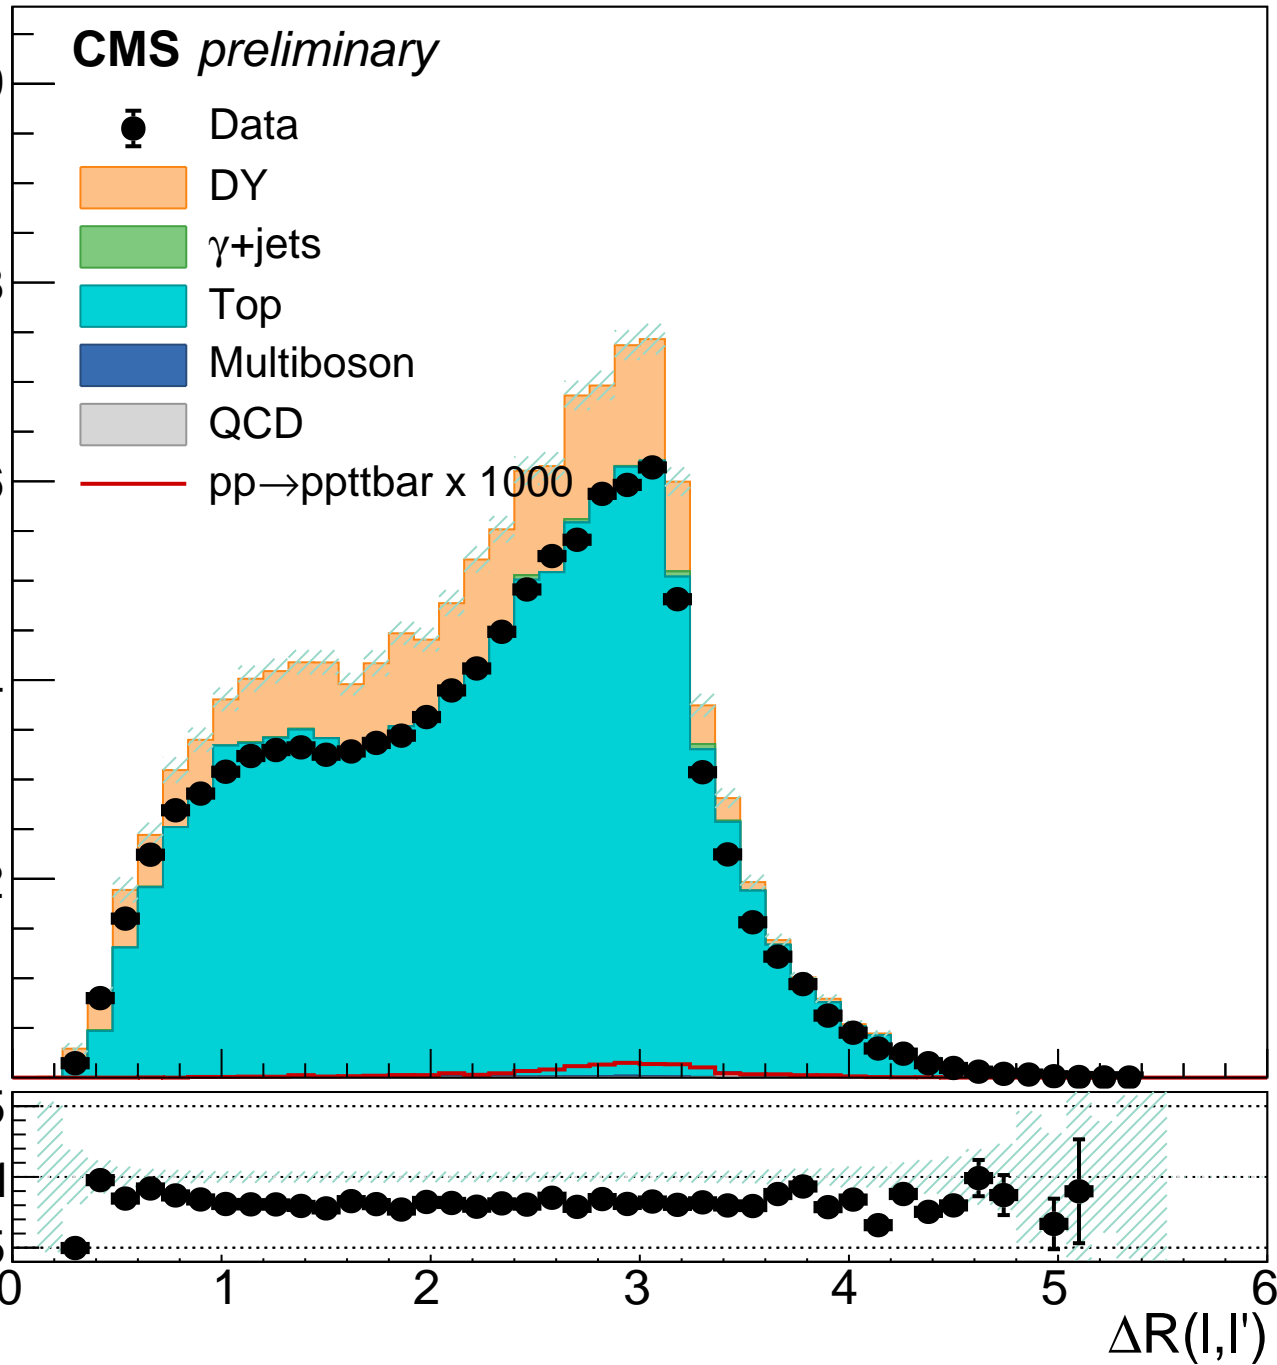 CMS preliminary
Data
DY
γ+jets
Top
Multiboson
QCD
pp→ppttbar x 1000
0 1 2 3 4 5 6
ΔR(l,l')